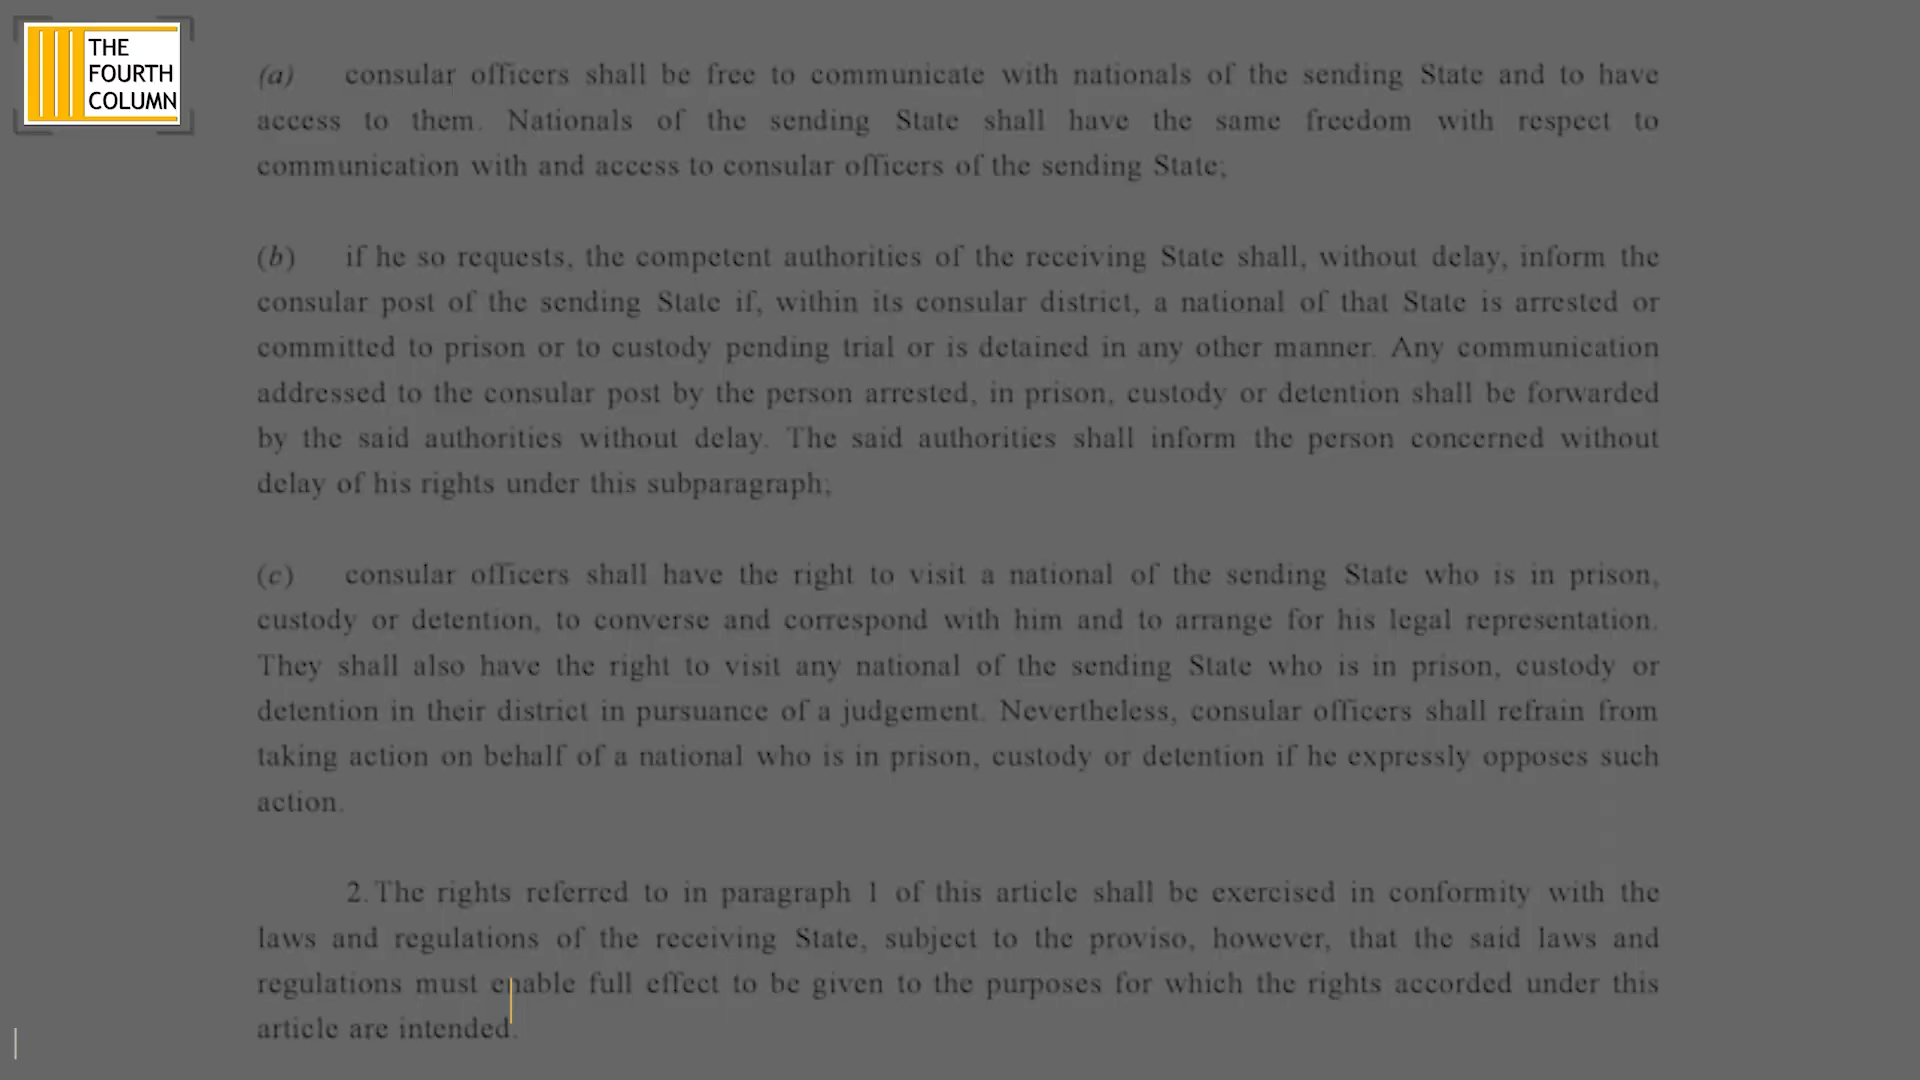 THE
FOURTH
COLUMN
(a) consular officers shall be free to communicate with nationals of the sending State and to have
access to them. Nationals of the sending State shall have the same freedom with respect to
communication with and access to consular officers of the sending State;
(b) if he so requests, the competent authorities of the receiving State shall, without delay, inform the
consular post of the sending State if, within its consular district, a national of that State is arrested or
committed to prison or to custody pending trial or is detained in any other manner. Any communication
addressed to the consular post by the person arrested, in prison, custody or detention shall be forwarded
by the said authorities without delay. The said authorities shall inform the person concerned without
delay of his rights under this subparagraph;
(c) consular officers shall have the right to visit a national of the sending State who is in prison,
custody or detention, to converse and correspond with him and to arrange for his legal representation.
They shall also have the right to visit any national of the sending State who is in prison, custody or
detention in their district in pursuance of a judgement. Nevertheless, consular officers shall refrain from
taking action on behalf of a national who is in prison, custody or detention if he expressly opposes such
action.
2. The rights referred to in paragraph 1 of this article shall be exercised in conformity with the
laws and regulations of the receiving State, subject to the proviso, however, that the said laws and
regulations must enable full effect to be given to the purposes for which the rights accorded under this
article are intended.